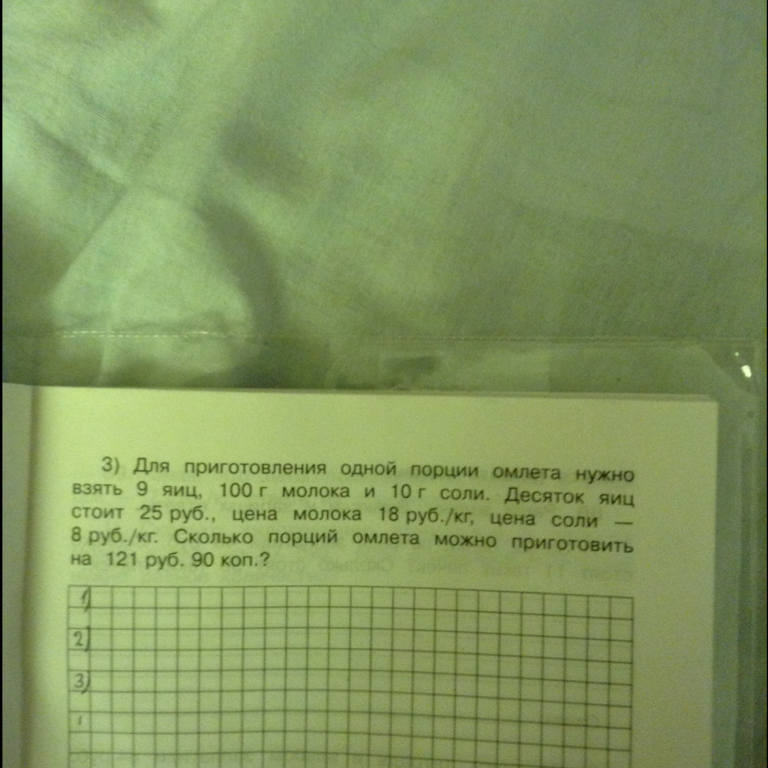 3) Для приготовления одной порции омлета нужно
взять 9 яиц, 100 г молока и 10 г соли. Десяток яиц
стоит 25 руб., цена молока 18 руб./кг, цена соли —
8 руб./кг. Сколько порций омлета можно приготовить
на 121 руб. 90 коп.?
1)
2)
3)